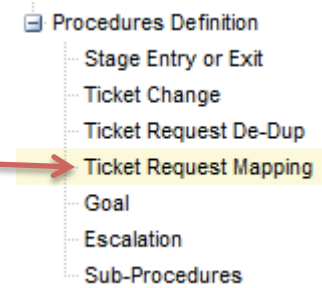 Procedures Definition
Stage Entry or Exit
Ticket Change
Ticket Request De-Dup
Ticket Request Mapping
Goal
Escalation
Sub-Procedures